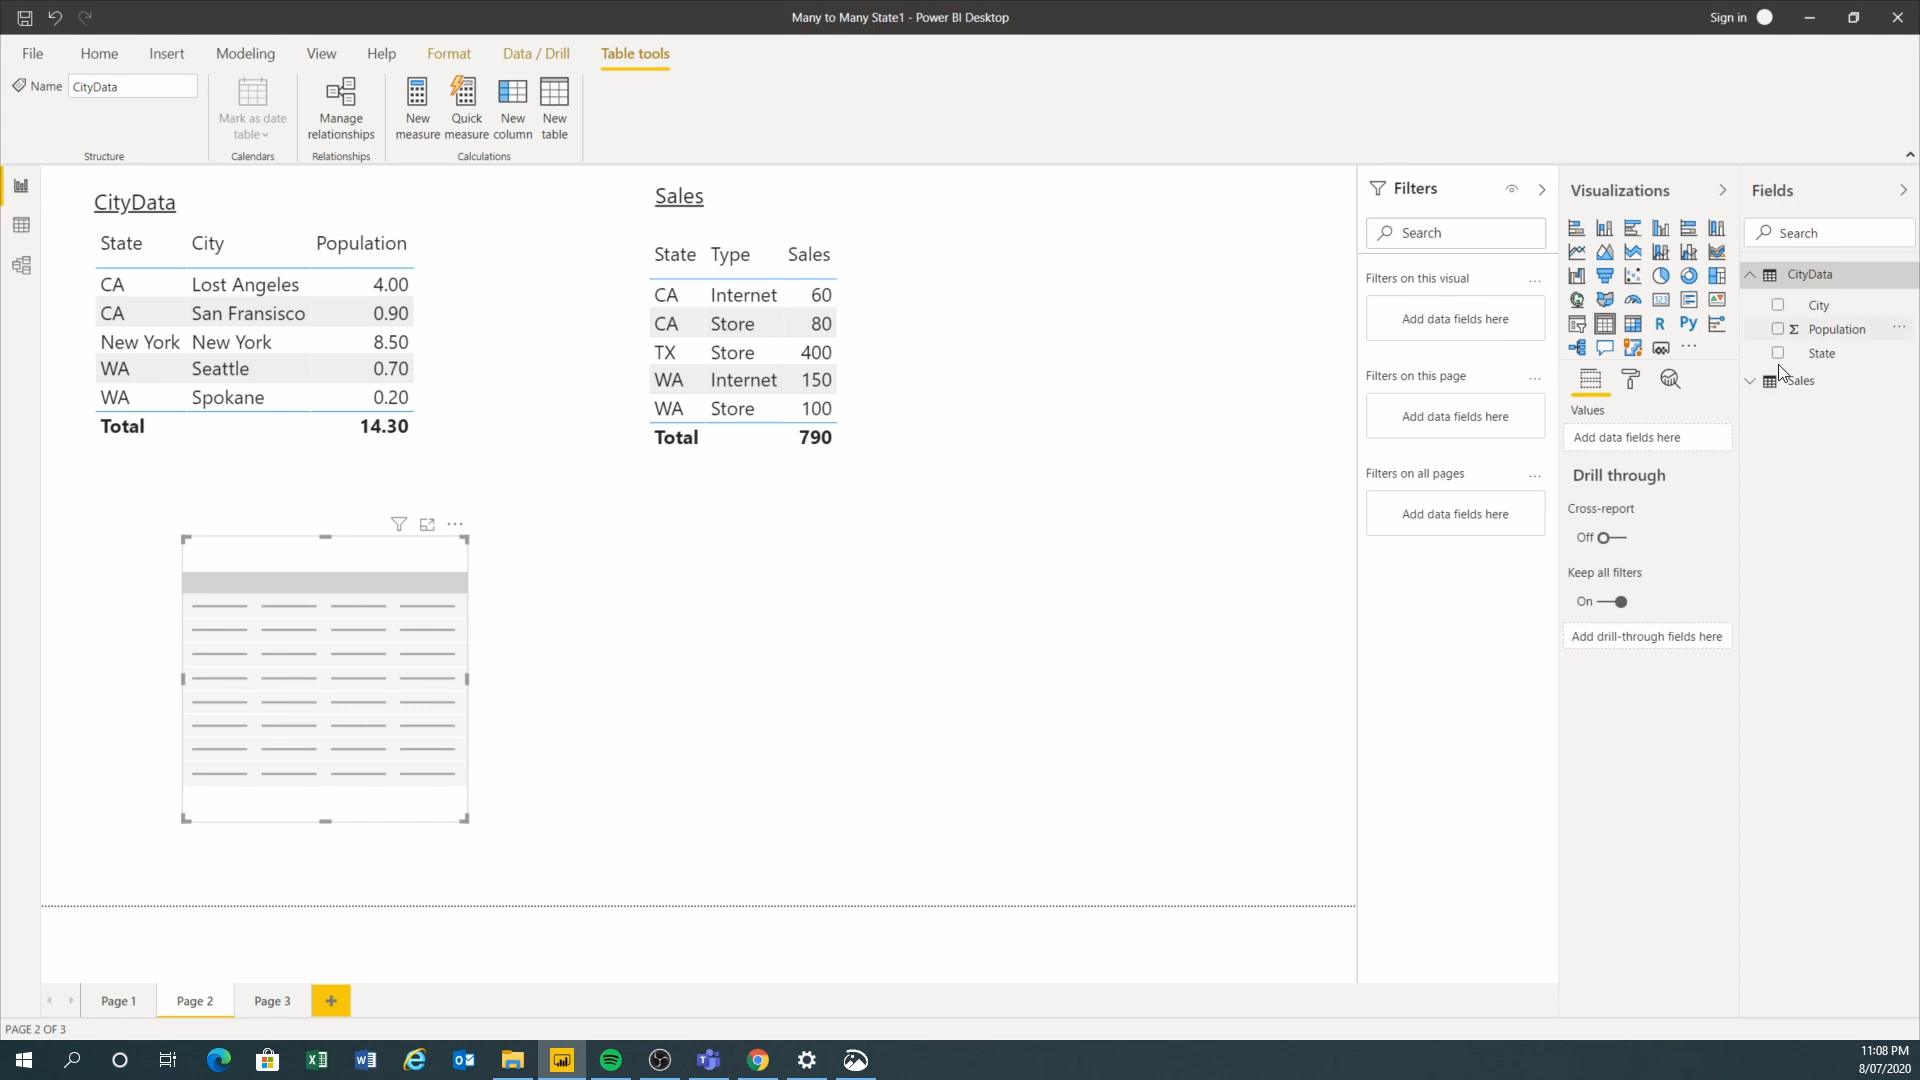 Many to Many State1 - Power BI Desktop
Sign in
File Home Insert Modeling View Help Format Data / Drill Table tools
Name CityData
Mark as date table
Manage relationships
New measure
Quick measure
New column
New table
Structure Calendars Relationships Calculations
CityData
State City Population
CA Lost Angeles 4.00
CA San Fransisco 0.90
New York New York 8.50
WA Seattle 0.70
WA Spokane 0.20
Total 14.30
Sales
State Type Sales
CA Internet 60
CA Store 80
TX Store 400
WA Internet 150
WA Store 100
Total 790
Filters
Search
Filters on this visual ...
Add data fields here
Filters on this page ...
Add data fields here
Filters on all pages ...
Add data fields here
Visualizations
123
R
Py
Values
Add data fields here
Drill through
Cross-report
Off
Keep all filters
On
Add drill-through fields here
Fields
Search
CityData
City
Σ Population ...
State
Sales
Page 1 Page 2 Page 3 +
PAGE 2 OF 3
11:08 PM
8/07/2020